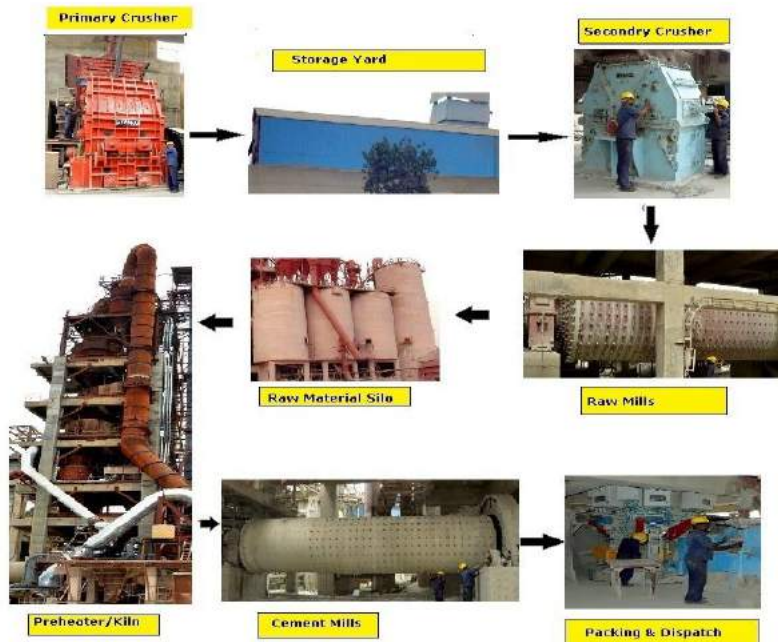 Primary Crusher
Storage Yard
Secondry Crusher
Raw Mills
Raw Material Silo
Preheater/Kiln
Cement Mills
Packing & Dispatch